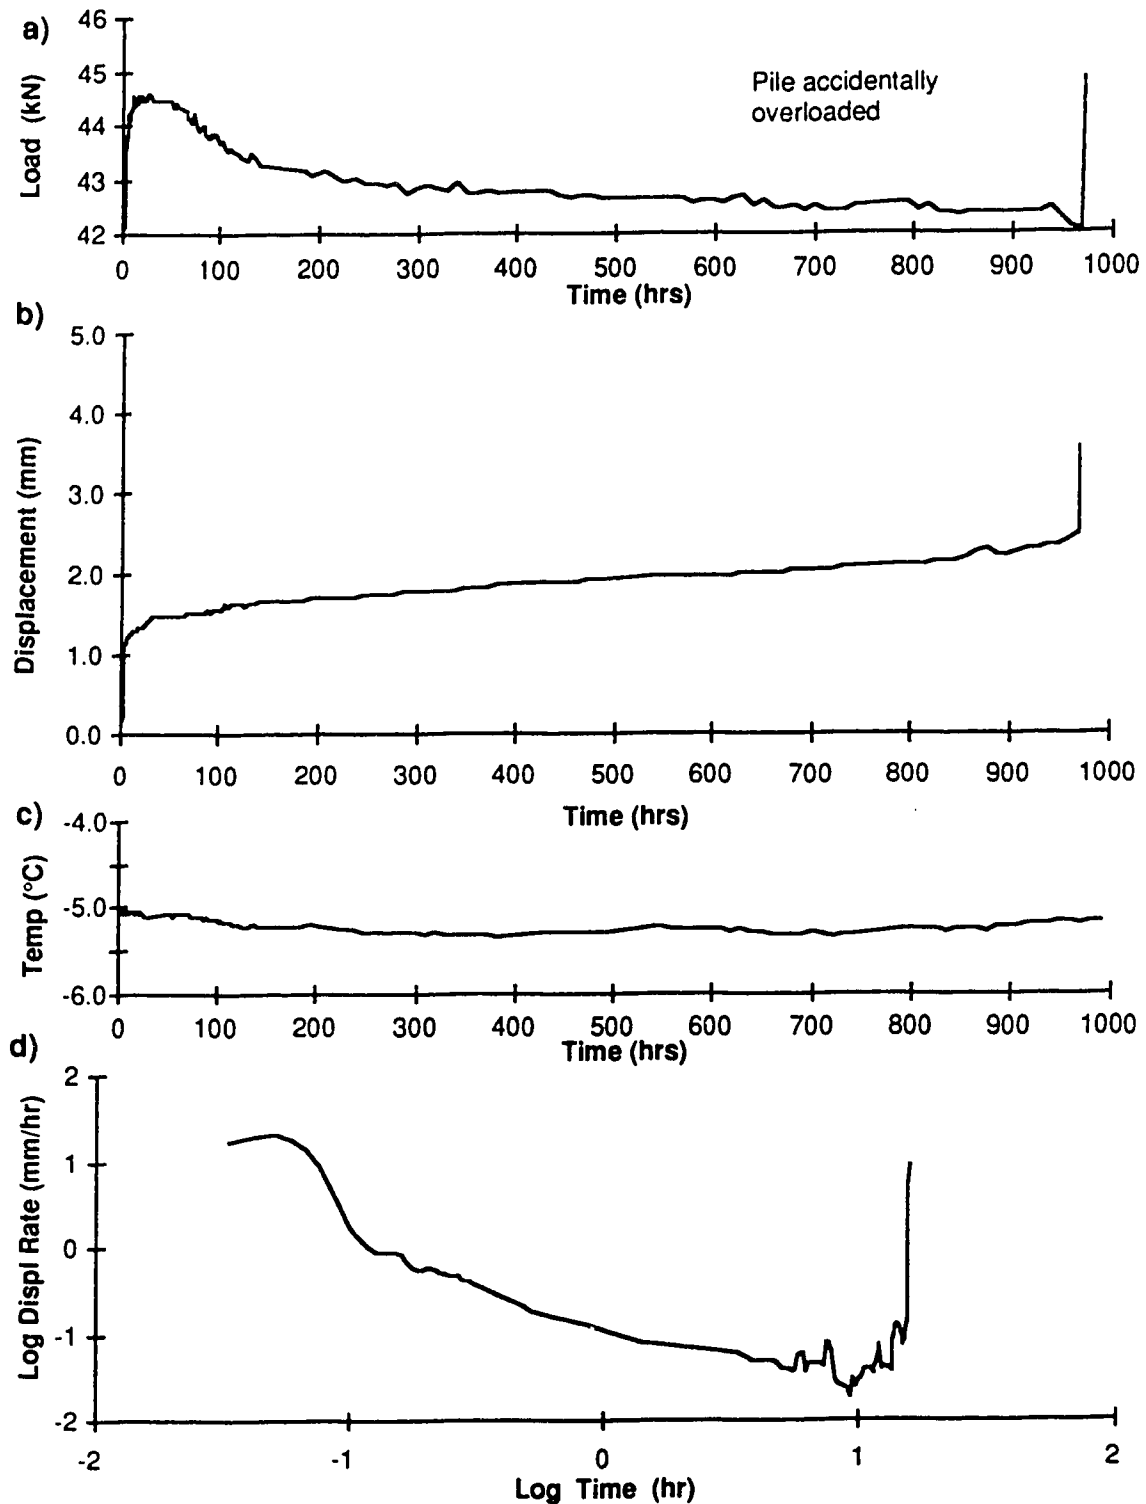 a)
Load (kN)
46
45
44
43
42
Pile accidentally
overloaded
0 100 200 300 400 500 600 700 800 900 1000
Time (hrs)
b)
Displacement (mm)
5.0
4.0
3.0
2.0
1.0
0.0
0 100 200 300 400 500 600 700 800 900 1000
Time (hrs)
c)
Temp (°C)
-4.0
-5.0
-6.0
0 100 200 300 400 500 600 700 800 900 1000
Time (hrs)
d)
Log Displ Rate (mm/hr)
2
1
0
-1
-2
-2 -1 0 1 2
Log Time (hr)